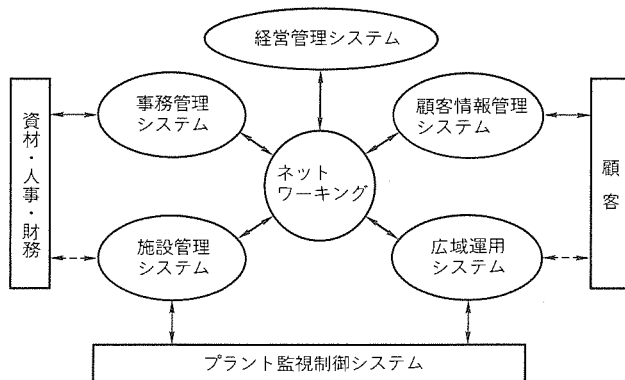 経営管理システム
事務管理
システム
顧客情報管理
システム
資材・人事・財務
ネット
ワーキング
顧客
施設管理
システム
広域運用
システム
プラント監視制御システム